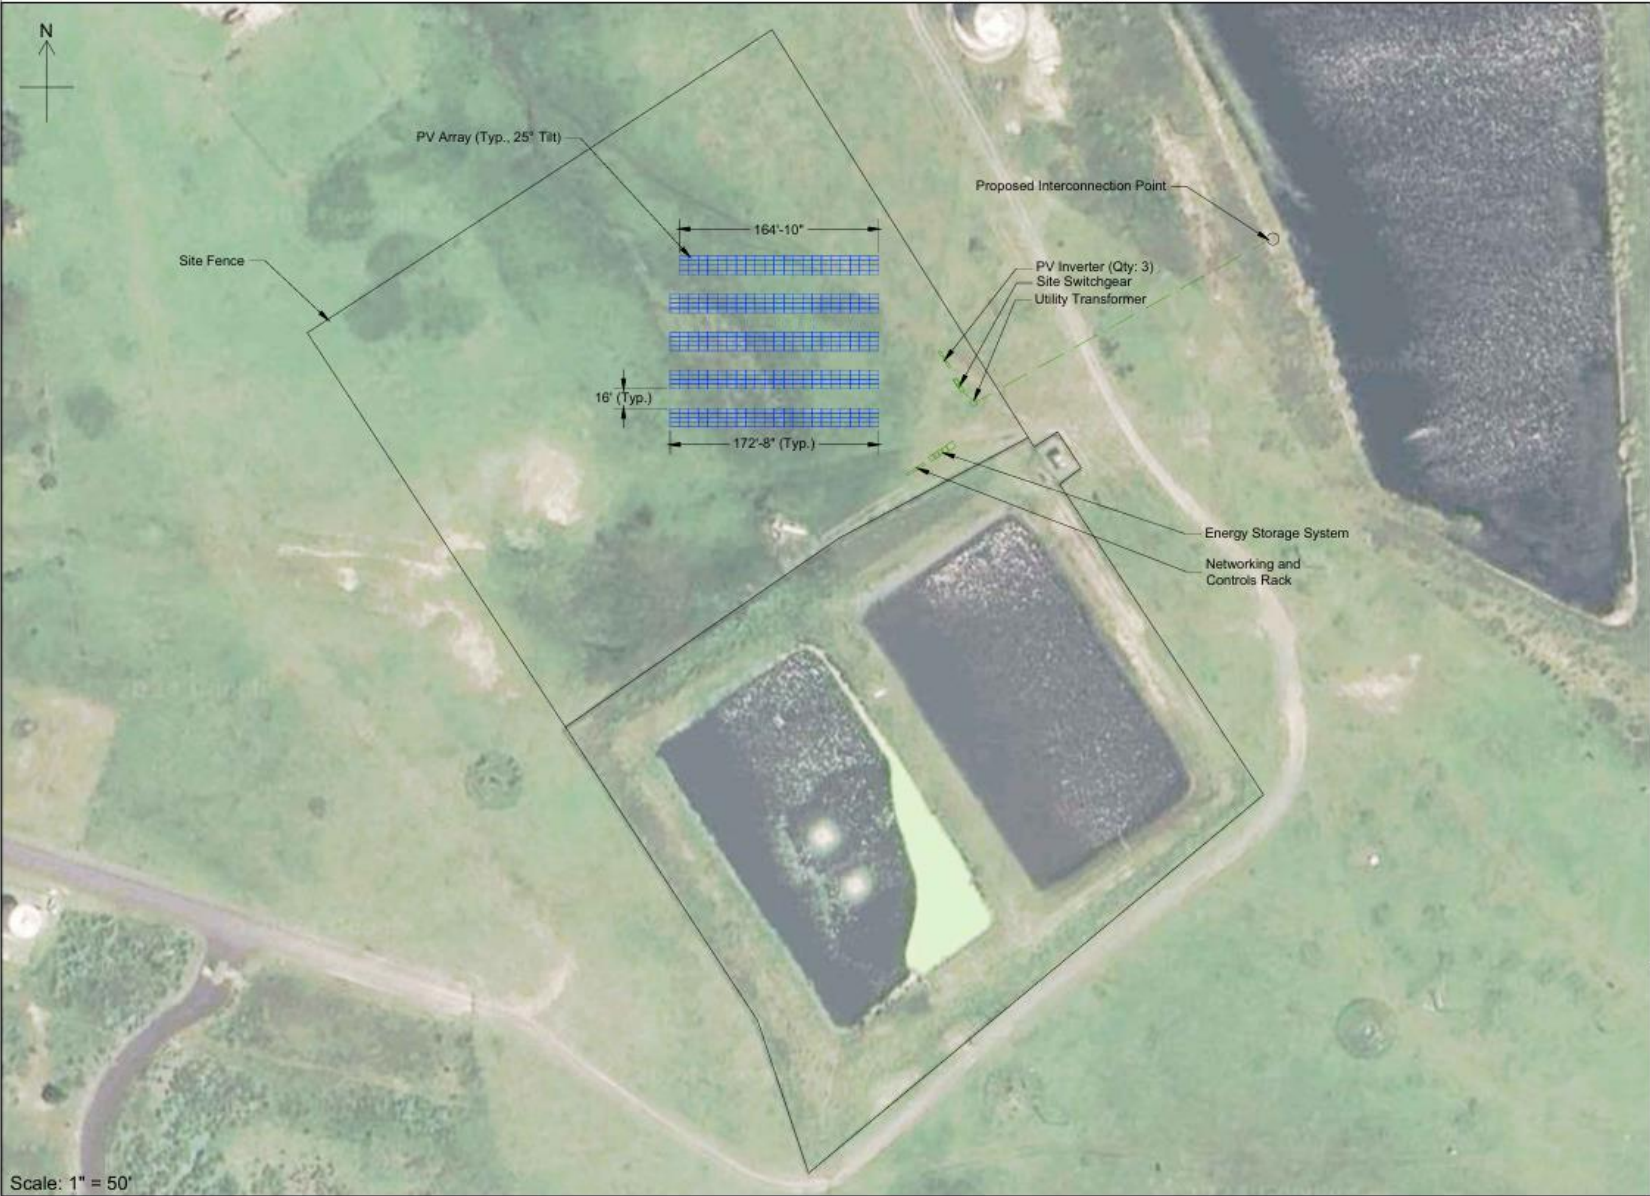 N
PV Array (Typ., 25° Tilt)
Proposed Interconnection Point
164'-10"
Site Fence
PV Inverter (Qty: 3)
Site Switchgear
Utility Transformer
16' (Typ.)
172'-8" (Typ.)
Energy Storage System
Networking and
Controls Rack
Scale: 1" = 50'